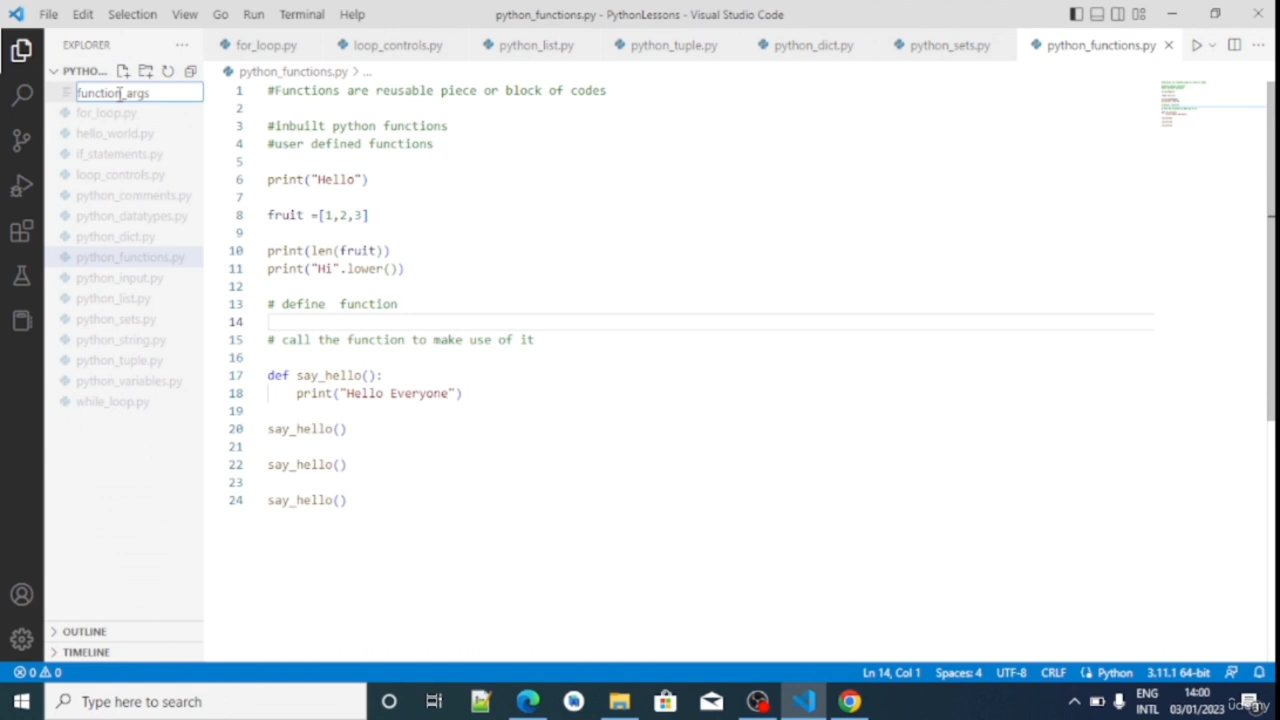 File Edit Selection View Go Run Terminal Help
python_functions.py - PythonLessons - Visual Studio Code
EXPLORER
for_loop.py loop_controls.py python_list.py python_tuple.py python_dict.py python_sets.py python_functions.py
PYTHO...
python_functions.py > ...
function_args
for_loop.py
hello_world.py
if_statements.py
loop_controls.py
python_comments.py
python_datatypes.py
python_dict.py
python_functions.py
python_input.py
python_list.py
python_sets.py
python_string.py
python_tuple.py
python_variables.py
while_loop.py
OUTLINE
TIMELINE
1 #Functions are reusable piece or block of codes
2
3 #inbuilt python functions
4 #user defined functions
5
6 print("Hello")
7
8 fruit =[1,2,3]
9
10 print(len(fruit))
11 print("Hi".lower())
12
13 # define  function
14
15 # call the function to make use of it
16
17 def say_hello():
18     print("Hello Everyone")
19
20 say_hello()
21
22 say_hello()
23
24 say_hello()
0 0
Ln 14, Col 1 Spaces: 4 UTF-8 CRLF Python 3.11.1 64-bit
Type here to search
ENG
INTL
14:00
03/01/2023
udemy